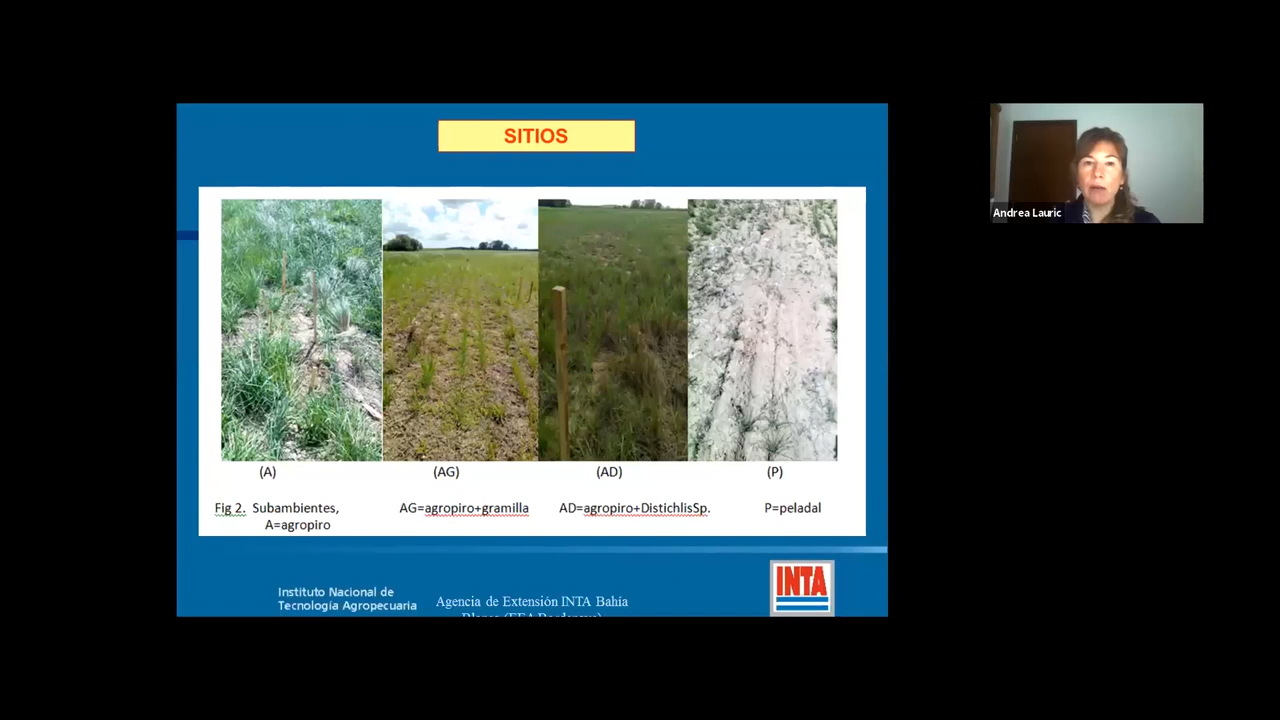 SITIOS
(A) (AG) (AD) (P)
Fig 2. Subambientes, AG=agropiro+gramilla AD=agropiro+DistichlisSp. P=peladal
A=agropiro
Instituto Nacional de
Tecnología Agropecuaria
Agencia de Extensión INTA Bahía
INTA
Andrea Lauric